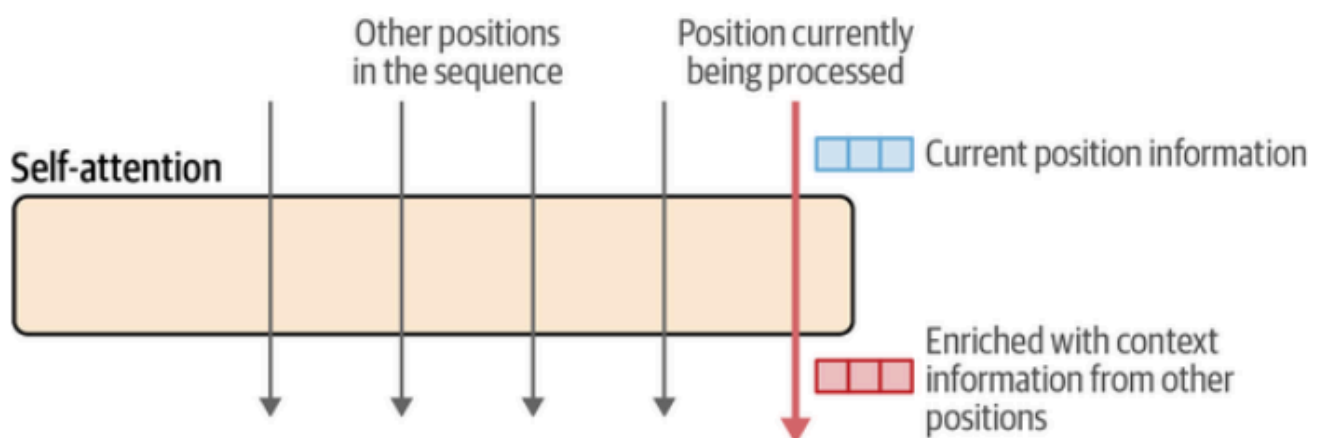 Other positions
in the sequence
Position currently
being processed
Self-attention
Current position information
Enriched with context
information from other
positions